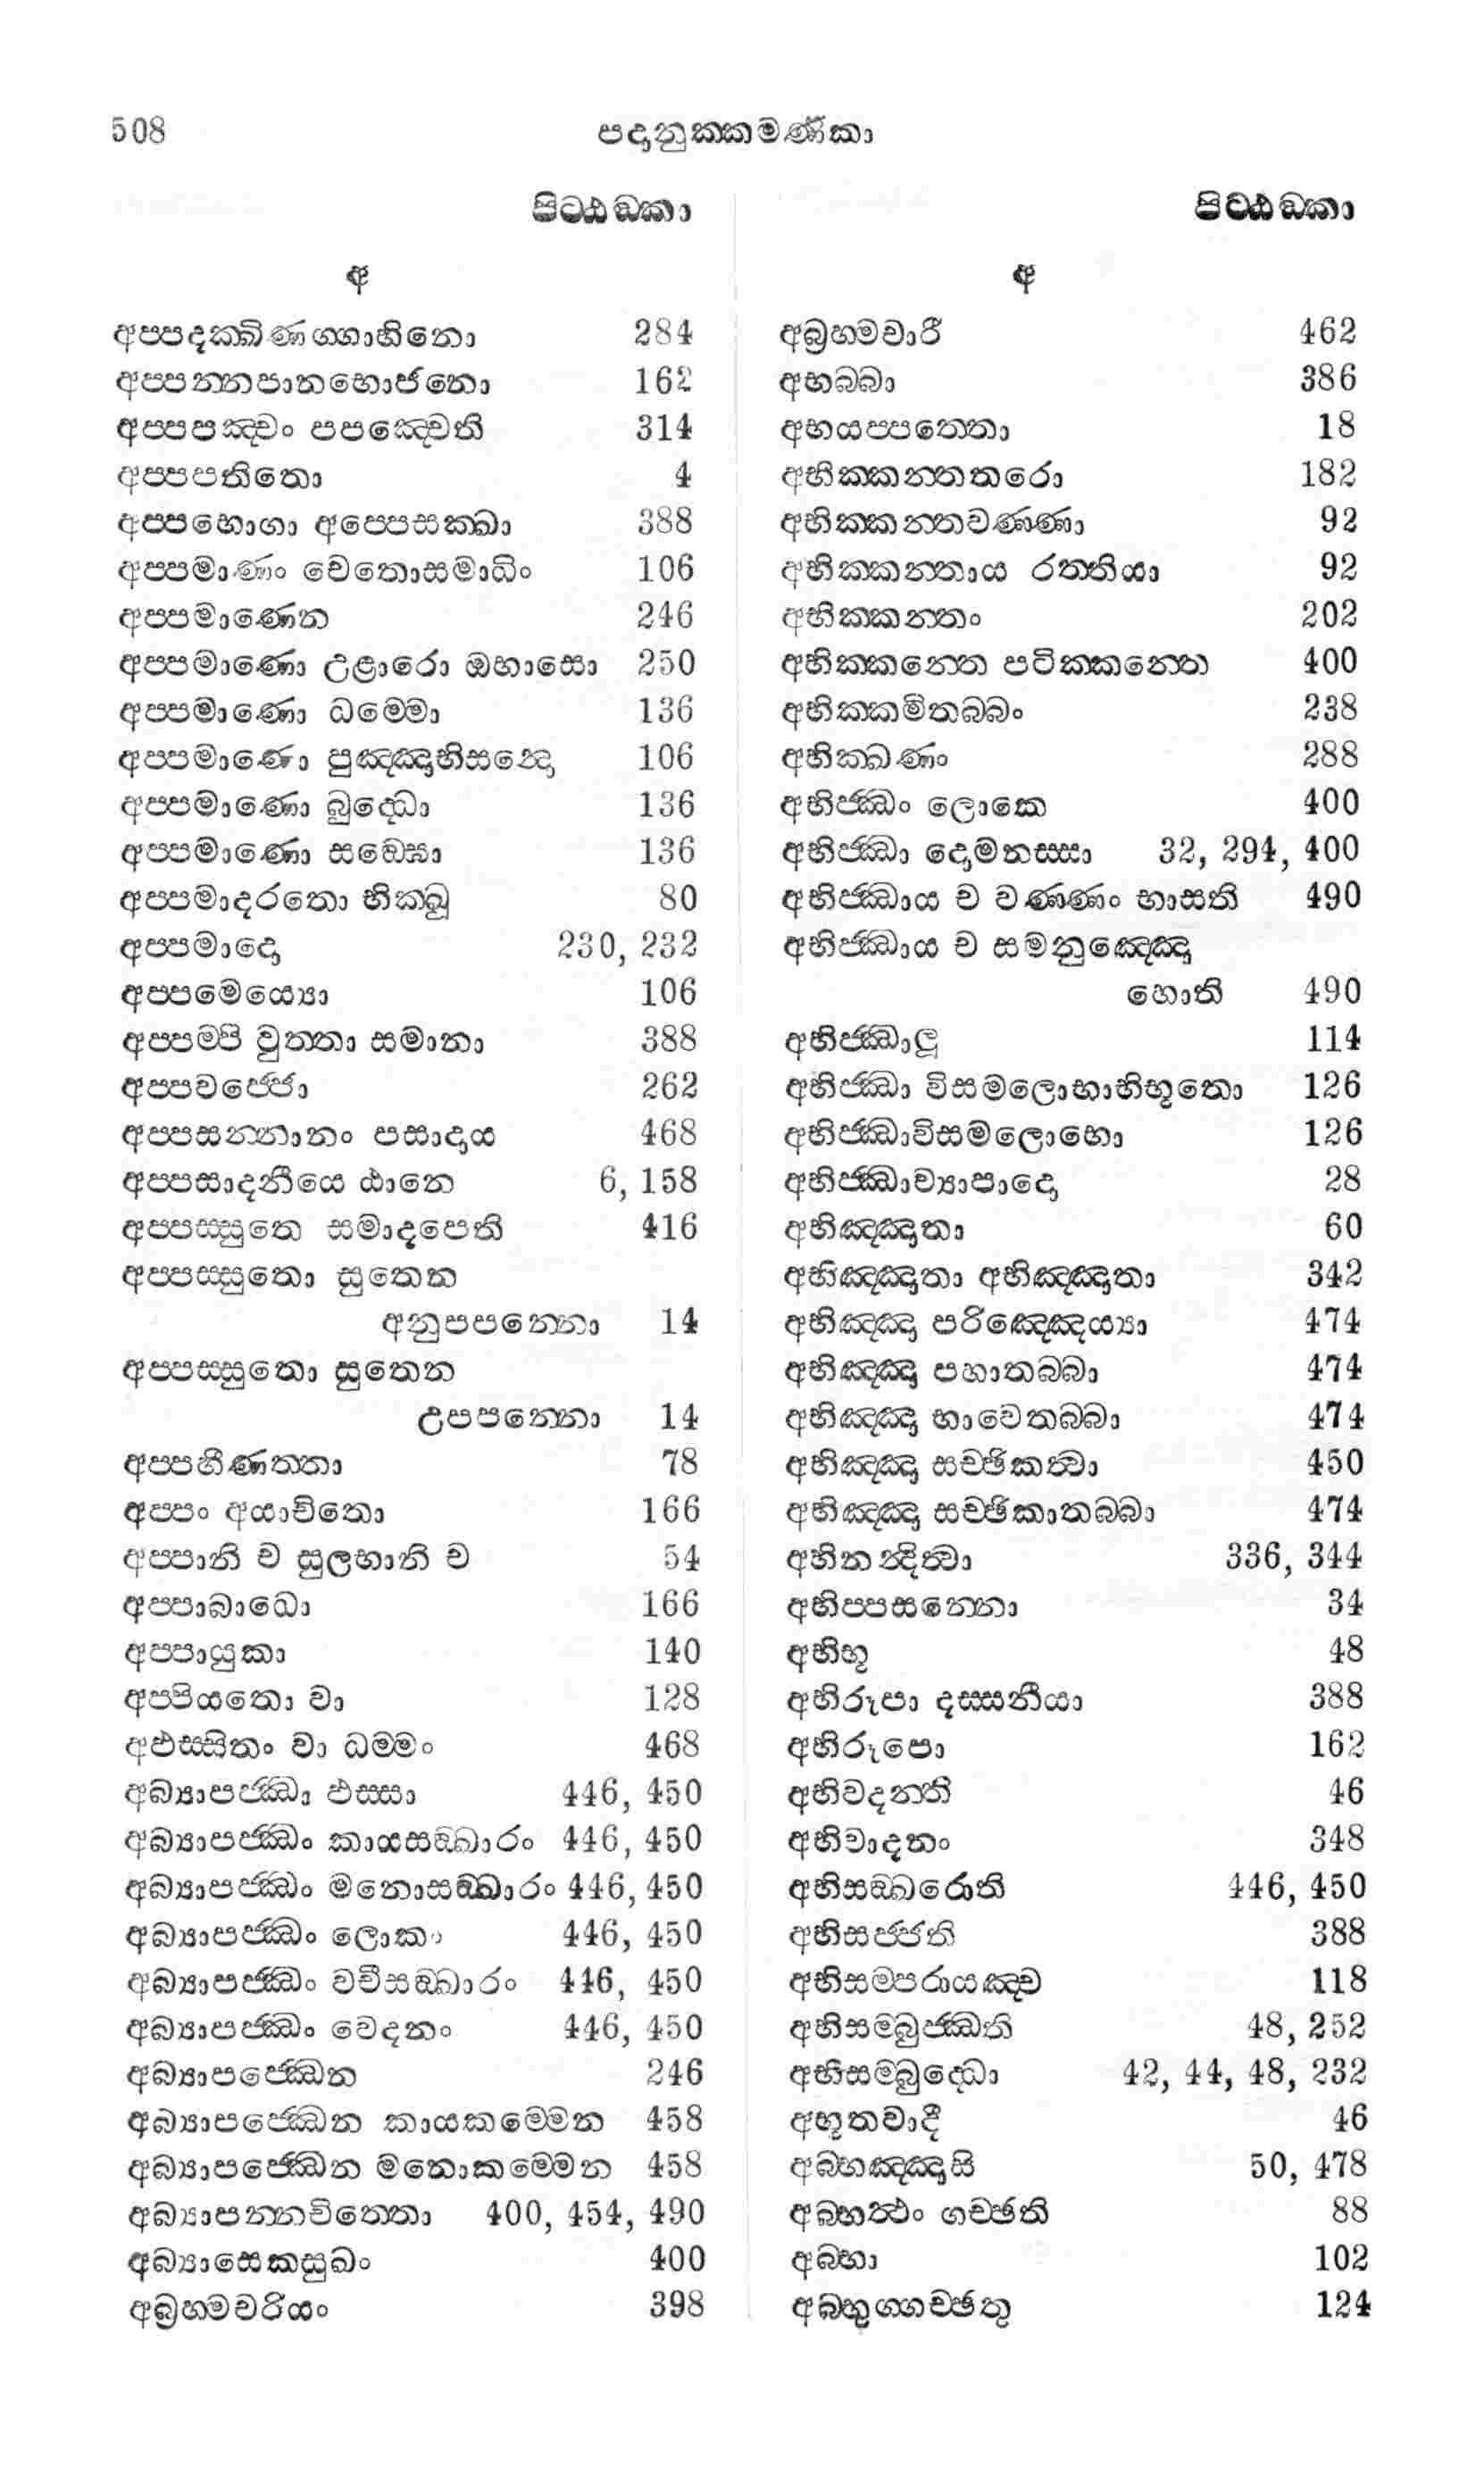 508
පදානුක්කමණිකා
පිට්ඨඞකා
අ
අප්පදක්ඛිණග්ගාහිනො 284
අප්පන්නපානභොජනො 162
අප්පපඤ්චං පපඤ්චෙති 314
අප්පපතිතො 4
අප්පභොගා අප්පෙසක්ඛා 388
අප්පමාණං චෙතොසමාධිං 106
අප්පමාණෙන 246
අප්පමාණො උළාරො ඔභාසො 250
අප්පමාණො ධම්මො 136
අප්පමාණො පුඤ්ඤාභිසන්දො 106
අප්පමාණො බුද්ධො 136
අප්පමාණො සඞ්ඝො 136
අප්පමාදරතො භික්ඛු 80
අප්පමාදො 230, 232
අප්පමෙය්‍යො 106
අප්පම්පි වුත්තා සමානා 388
අප්පවජ්ජො 262
අප්පසන්නානං පසාදාය 468
අප්පසාදනීයෙ ඨානෙ 6, 158
අප්පස්සුතෙ සමාදපෙති 416
අප්පස්සුතො සුතෙන
අනුපපන්නො 14
අප්පස්සුතො සුතෙන
උපපන්නො 14
අප්පහීණත්තා 78
අප්පං අයාචිතො 166
අප්පානි ච සුලභානි ච 54
අප්පාබාධො 166
අප්පායුකා 140
අප්පියතො වා 128
අඵස්සිතං වා ධම්මං 468
අබ්‍යාපජ්ඣා ඵස්සා 446, 450
අබ්‍යාපජ්ඣං කායසඞ්ඛාරං 446, 450
අබ්‍යාපජ්ඣං මනොසඞ්ඛාරං 446, 450
අබ්‍යාපජ්ඣං ලොකං 446, 450
අබ්‍යාපජ්ඣං වචීසඞ්ඛාරං 446, 450
අබ්‍යාපජ්ඣං වෙදනං 446, 450
අබ්‍යාපජ්ඣෙන 246
අබ්‍යාපජ්ඣෙන කායකම්මෙන 458
අබ්‍යාපජ්ඣෙන මනොකම්මෙන 458
අබ්‍යාපන්නචිත්තො 400, 454, 490
අබ්‍යාසෙකසුඛං 400
අබ්‍රහ්මචරියං 398
පිට්ඨඞකා
අ
අබ්‍රහ්මචාරී 462
අභබ්බා 386
අභයප්පත්තො 18
අභික්කන්තතරො 182
අභික්කන්තවණ්ණා 92
අභික්කන්තාය රත්තියා 92
අභික්කන්තං 202
අභික්කන්තෙ පටික්කන්තෙ 400
අභික්කමිතබ්බං 238
අභික්ඛණං 288
අභිජ්ඣං ලොකෙ 400
අභිජ්ඣා දොමනස්සා 32, 294, 400
අභිජ්ඣාය ච වණ්ණං භාසති 490
අභිජ්ඣාය ච සමනුඤ්ඤො
හොති 490
අභිජ්ඣාලූ 114
අභිජ්ඣා විසමලොභාභිභූතො 126
අභිජ්ඣාවිසමලොභො 126
අභිජ්ඣාව්‍යාපාදො 28
අභිඤ්ඤාතා 60
අභිඤ්ඤාතා අභිඤ්ඤාතා 342
අභිඤ්ඤා පරිඤ්ඤෙය්‍යා 474
අභිඤ්ඤා පහාතබ්බා 474
අභිඤ්ඤා භාවෙතබ්බා 474
අභිඤ්ඤා සච්ඡිකත්වා 450
අභිඤ්ඤා සච්ඡිකාතබ්බා 474
අභිනන්දිත්වා 336, 344
අභිප්පසන්නො 34
අභිභූ 48
අභිරූපා දස්සනීයා 388
අභිරූපො 162
අභිවදන්ති 46
අභිවාදනං 348
අභිසඞ්ඛරොති 446, 450
අභිසජ්ජති 388
අභිසම්පරායඤ්ච 118
අභිසම්බුජ්ඣති 48, 252
අභිසම්බුද්ධො 42, 44, 48, 232
අභූතවාදී 46
අබ්භඤ්ඤාසි 50, 478
අබ්භත්ථං ගච්ඡති 88
අබ්භා 102
අබ්භුග්ගච්ඡතු 124